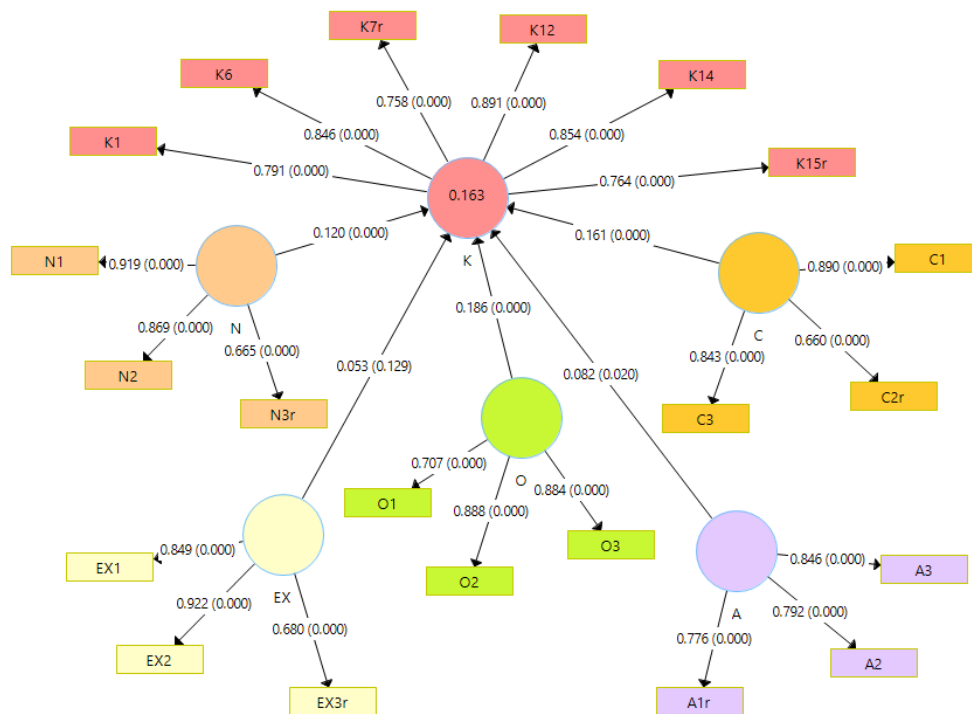 K7r
K12
K6
K14
0.758 (0.000)
0.891 (0.000)
0.846 (0.000)
0.854 (0.000)
K1
K15r
0.791 (0.000)
0.764 (0.000)
0.163
0.120 (0.000)
0.161 (0.000)
K
N1
0.919 (0.000)
0.890 (0.000)
C1
0.186 (0.000)
N
C
0.869 (0.000)
0.665 (0.000)
0.843 (0.000)
0.660 (0.000)
0.053 (0.129)
0.082 (0.020)
N2
N3r
C3
C2r
0.707 (0.000)
O
0.884 (0.000)
O1
0.888 (0.000)
O3
0.849 (0.000)
0.846 (0.000)
EX1
O2
A3
EX
A
0.922 (0.000)
0.680 (0.000)
0.776 (0.000)
0.792 (0.000)
EX2
A2
EX3r
A1r